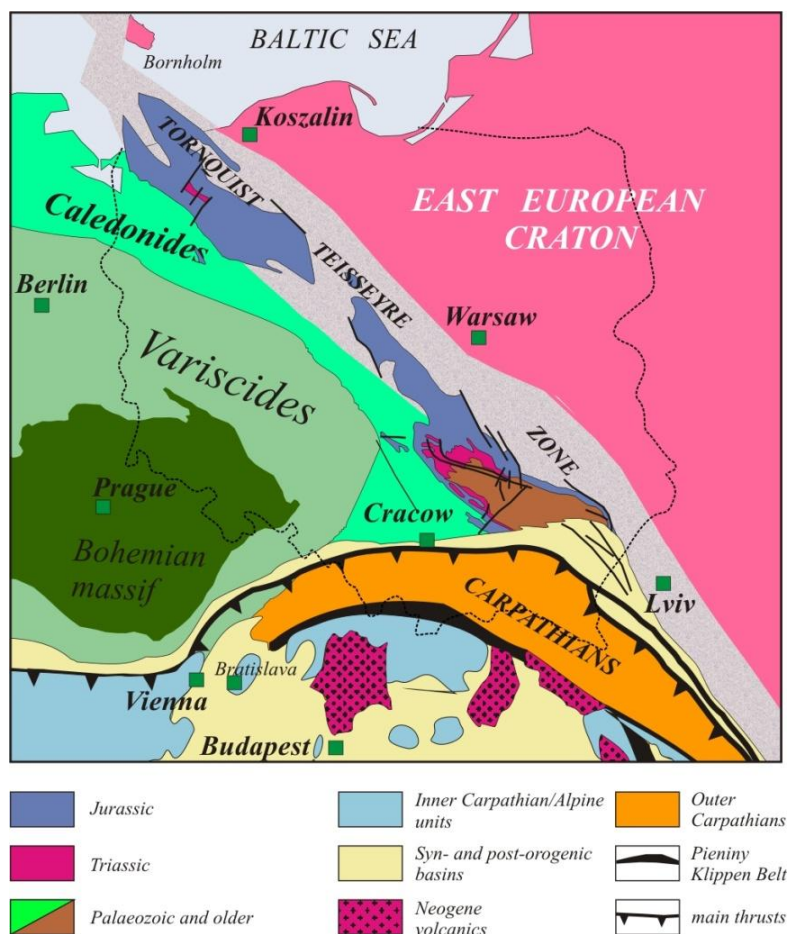 BALTIC SEA
Bornholm
Koszalin
TORNQUIST
EAST EUROPEAN
CRATON
Caledonides
TEISSEYRE
Berlin
Warsaw
Variscides
ZONE
Prague
Cracow
Bohemian
massif
CARPATHIANS
Lviv
Bratislava
Vienna
Budapest
Jurassic
Inner Carpathian/Alpine
units
Outer
Carpathians
Triassic
Syn- and post-orogenic
basins
Pieniny
Klippen Belt
Palaeozoic and older
Neogene
volcanics
main thrusts